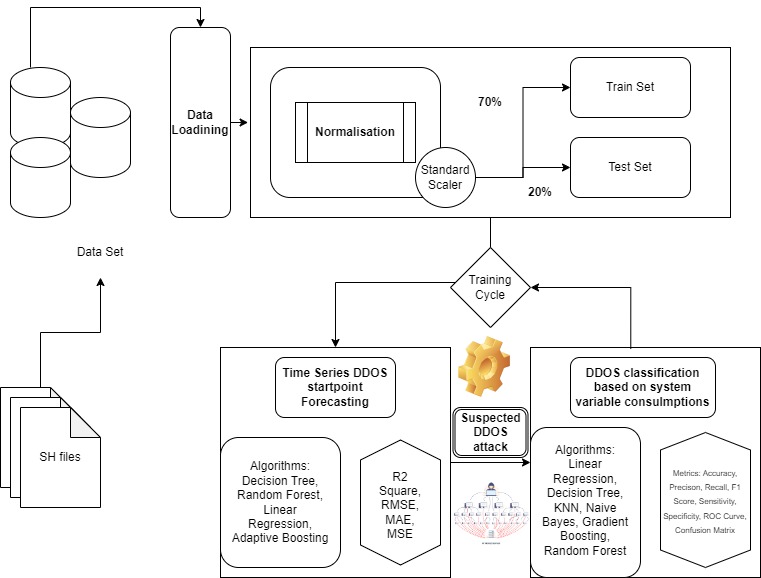 Data
Loadining
Normalisation
Standard
Scaler
70%
20%
Train Set
Test Set
Data Set
SH files
Training
Cycle
Time Series DDOS
startpoint
Forecasting
Algorithms:
Decision Tree,
Random Forest,
Linear
Regression,
Adaptive Boosting
R2
Square,
RMSE,
MAE,
MSE
Suspected
DDOS
attack
DDOS classification
based on system
variable consulmptions
Algorithms:
Linear
Regression,
Decision Tree,
KNN, Naive
Bayes, Gradient
Boosting,
Random Forest
Metrics: Accuracy,
Precison, Recall, F1
Score, Sensitivity,
Specificity, ROC Curve,
Confusion Matrix